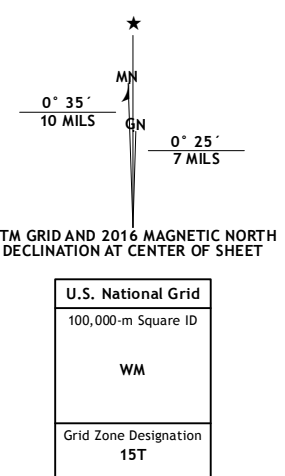 MN
0° 35´
10 MILS
GN
0° 25´
7 MILS
TM GRID AND 2016 MAGNETIC NORTH
DECLINATION AT CENTER OF SHEET
U.S. National Grid
100,000-m Square ID
WM
Grid Zone Designation
15T